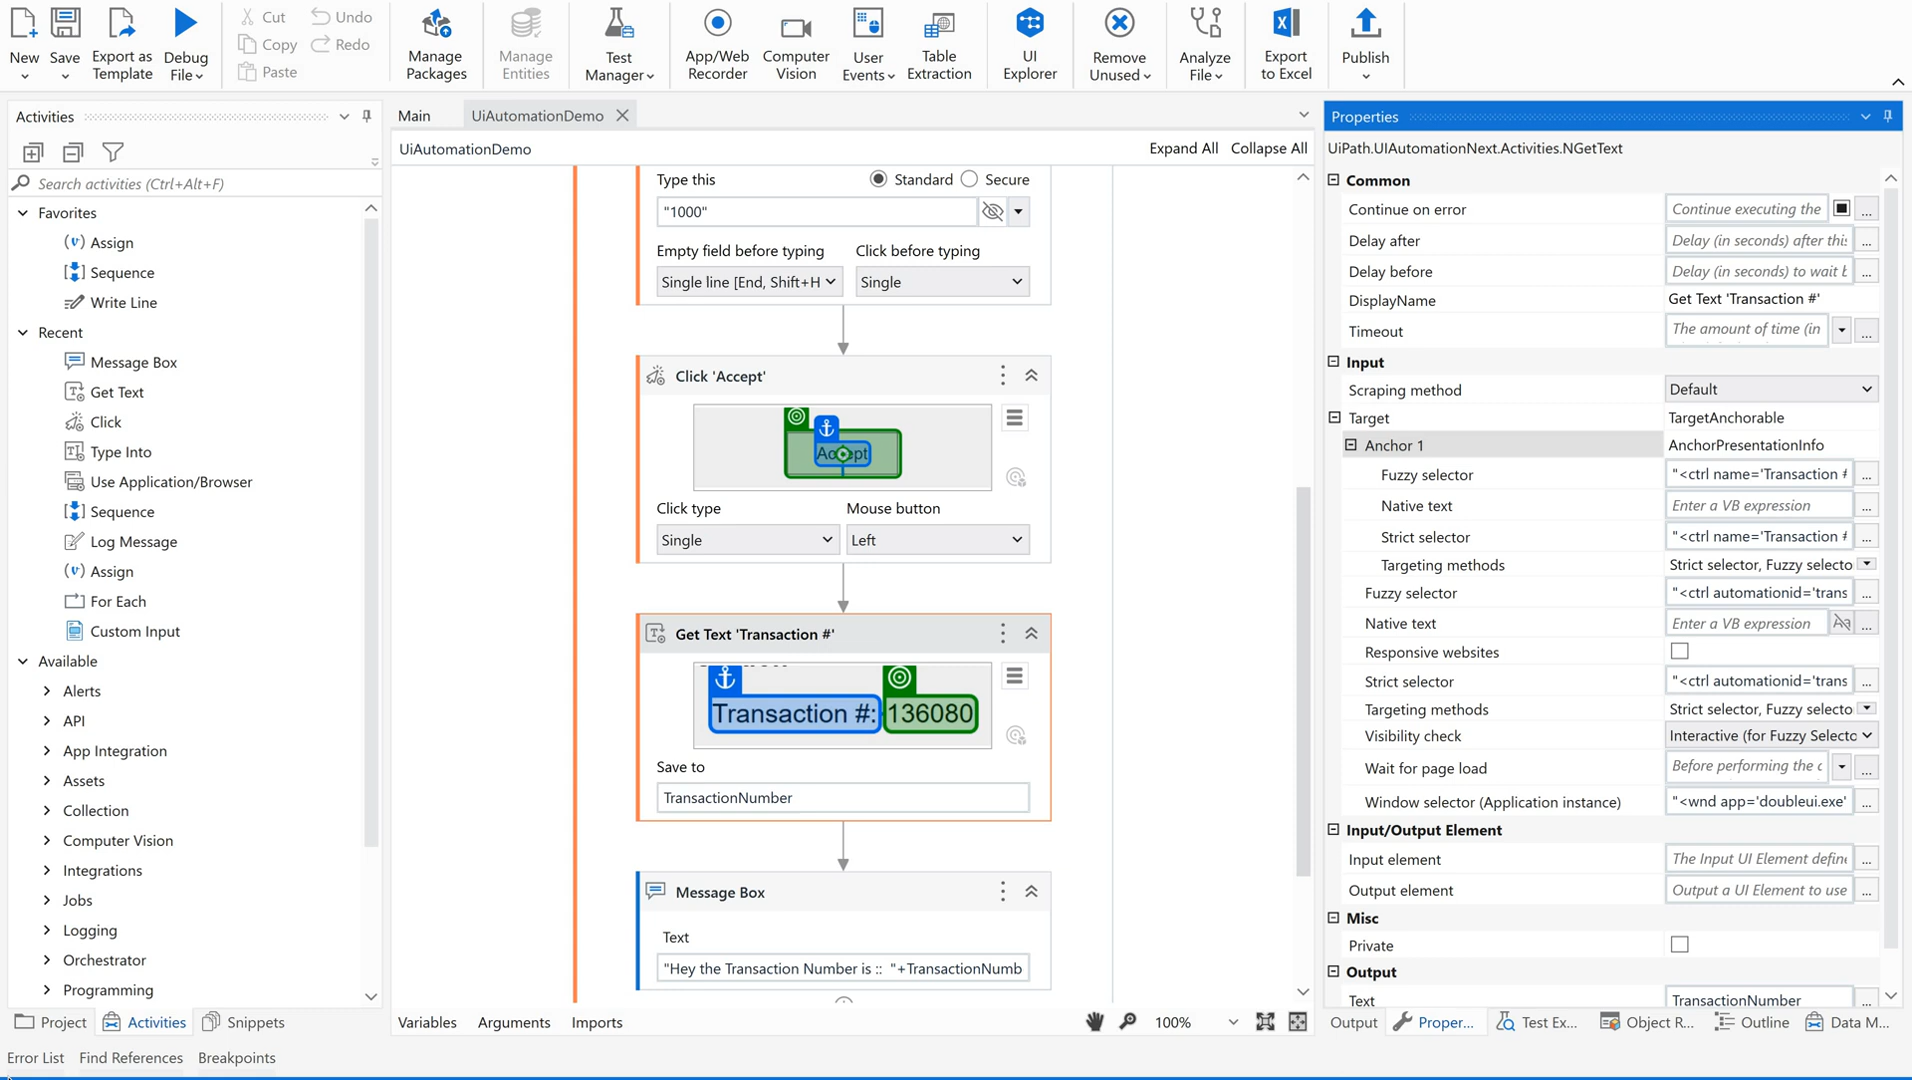 New
Save
Export as
Template
Debug
File
Cut
Copy
Paste
Undo
Redo
Manage
Packages
Manage
Entities
Test
Manager
App/Web
Recorder
Computer
Vision
User
Events
Table
Extraction
UI
Explorer
Remove
Unused
Analyze
File
Export
to Excel
Publish
Activities
Search activities (Ctrl+Alt+F)
Favorites
Assign
Sequence
Write Line
Recent
Message Box
Get Text
Click
Type Into
Use Application/Browser
Sequence
Log Message
Assign
For Each
Custom Input
Available
Alerts
API
App Integration
Assets
Collection
Computer Vision
Integrations
Jobs
Logging
Orchestrator
Programming
Project
Activities
Snippets
Error List
Find References
Breakpoints
Main
UiAutomationDemo
UiAutomationDemo
Expand All
Collapse All
Type this
Standard
Secure
"1000"
Empty field before typing
Click before typing
Single line [End, Shift+H
Single
Click 'Accept'
Accept
Click type
Mouse button
Single
Left
Get Text 'Transaction #'
Transaction #: 136080
Save to
TransactionNumber
Message Box
Text
"Hey the Transaction Number is :: "+TransactionNumb
Variables
Arguments
Imports
100%
Properties
UiPath.UIAutomationNext.Activities.NGetText
Common
Continue on error
Continue executing the
Delay after
Delay (in seconds) after this
Delay before
Delay (in seconds) to wait b
DisplayName
Get Text 'Transaction #'
Timeout
The amount of time (in
Input
Scraping method
Default
Target
TargetAnchorable
Anchor 1
AnchorPresentationInfo
Fuzzy selector
"<ctrl name='Transaction #
Native text
Enter a VB expression
Strict selector
"<ctrl name='Transaction #
Targeting methods
Strict selector, Fuzzy selecto
Fuzzy selector
"<ctrl automationid='trans
Native text
Enter a VB expression
Responsive websites
Strict selector
"<ctrl automationid='trans
Targeting methods
Strict selector, Fuzzy selecto
Visibility check
Interactive (for Fuzzy Selecto
Wait for page load
Before performing the c
Window selector (Application instance)
"<wnd app='doubleui.exe'
Input/Output Element
Input element
The Input UI Element define
Output element
Output a UI Element to use
Misc
Private
Output
Text
TransactionNumber
Output
Proper...
Test Ex...
Object R...
Outline
Data M...